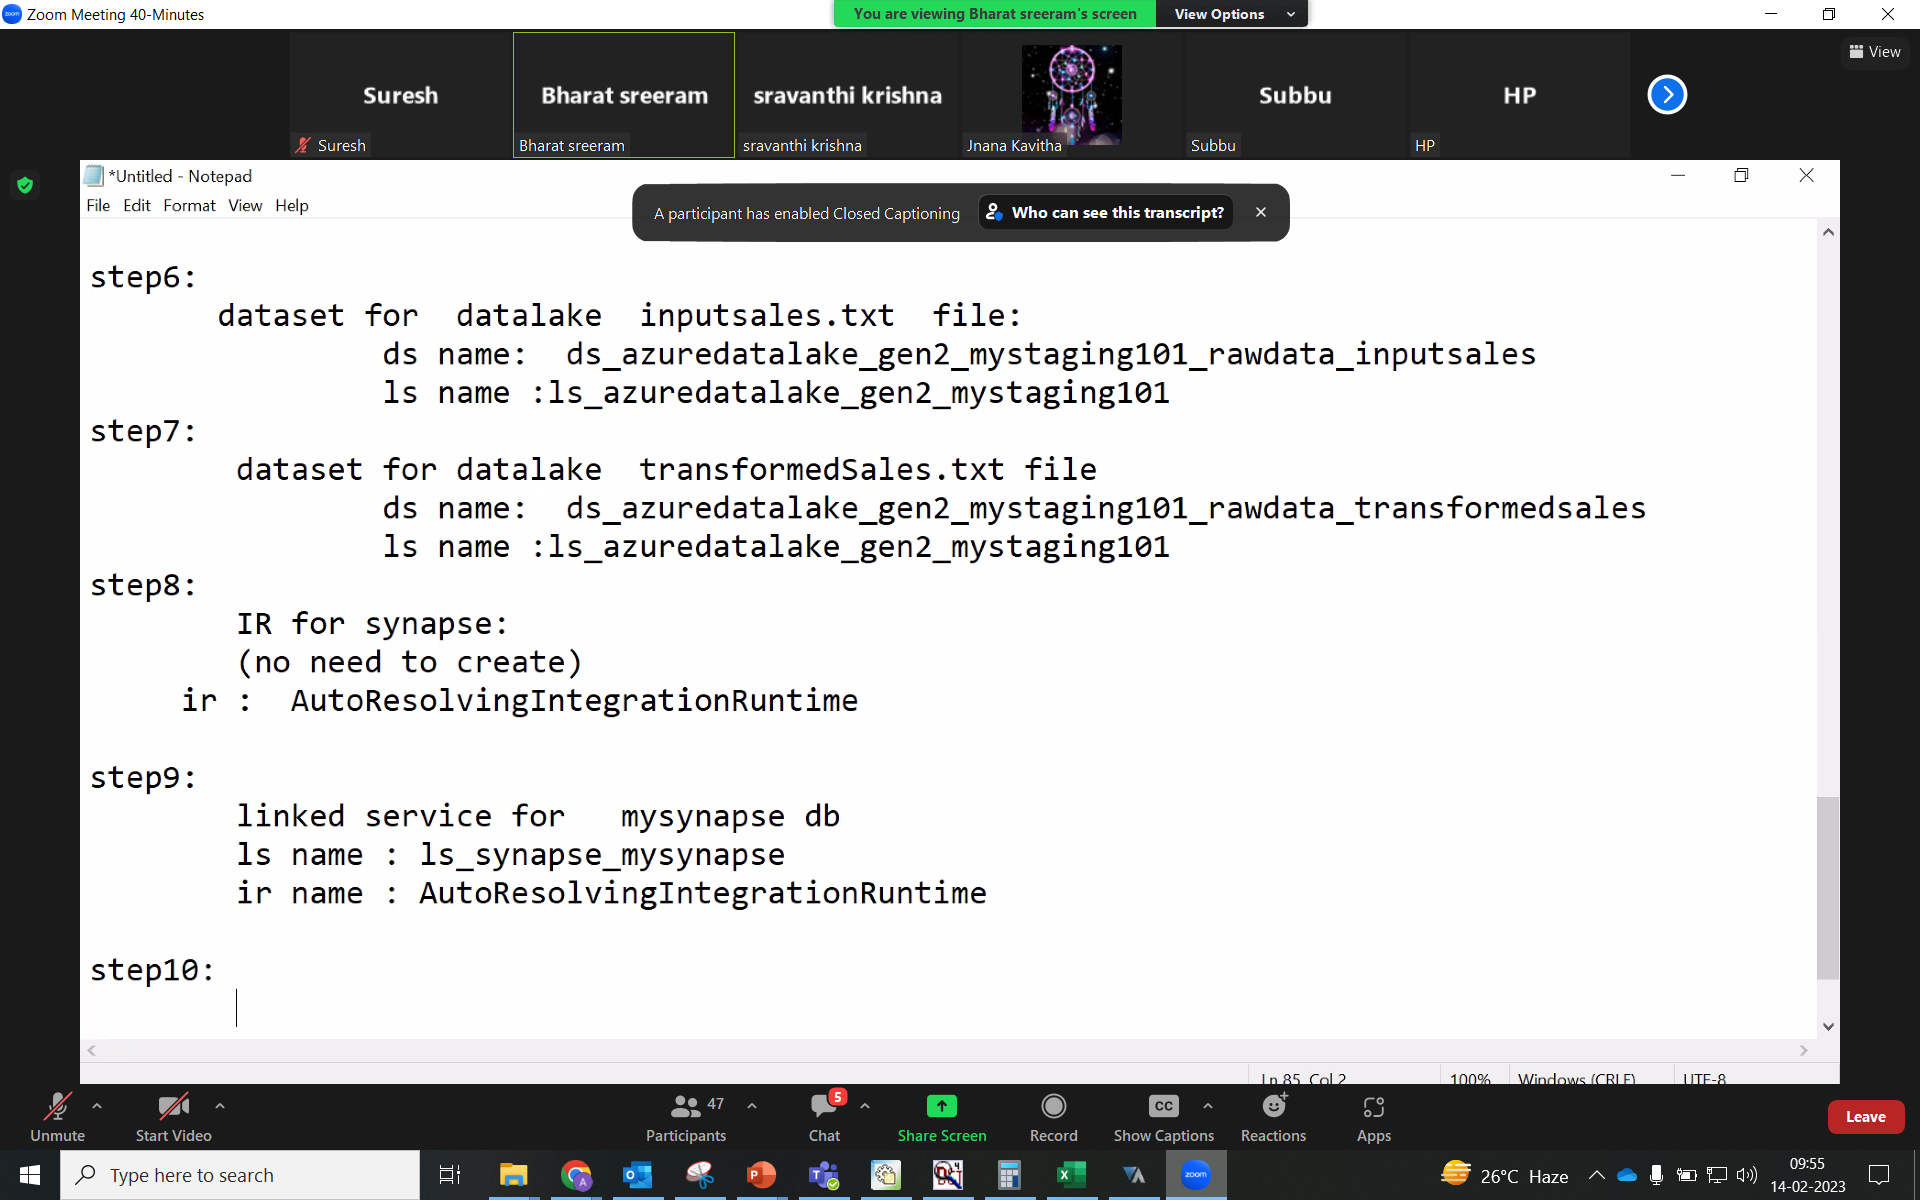 Zoom Meeting 40-Minutes
You are viewing Bharat sreeram's screen
View Options
View
Suresh
Bharat sreeram
sravanthi krishna
Subbu
HP
Suresh
Bharat sreeram
sravanthi krishna
Jnana Kavitha
Subbu
HP
*Untitled - Notepad
File Edit Format View Help
A participant has enabled Closed Captioning
Who can see this transcript?
step6:
dataset for datalake inputsales.txt file:
ds name: ds_azuredatalake_gen2_mystaging101_rawdata_inputsales
ls name :ls_azuredatalake_gen2_mystaging101
step7:
dataset for datalake transformedSales.txt file
ds name: ds_azuredatalake_gen2_mystaging101_rawdata_transformedsales
ls name :ls_azuredatalake_gen2_mystaging101
step8:
IR for synapse:
(no need to create)
ir : AutoResolvingIntegrationRuntime
step9:
linked service for mysynapse db
ls name : ls_synapse_mysynapse
ir name : AutoResolvingIntegrationRuntime
step10:
Ln 85, Col 2
100%
Windows (CRLF)
UTF-8
47
5
CC
Unmute
Start Video
Participants
Chat
Share Screen
Record
Show Captions
Reactions
Apps
Leave
Type here to search
zoom
26°C Haze
09:55
14-02-2023